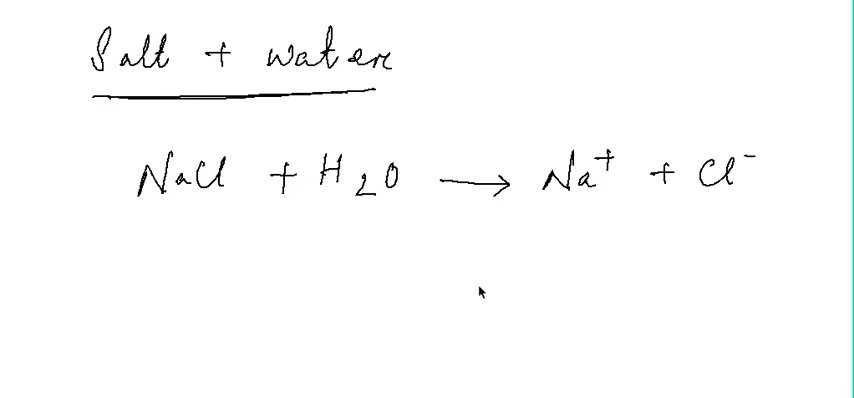 Salt + water
NaCl + H2O → Na⁺ + Cl⁻